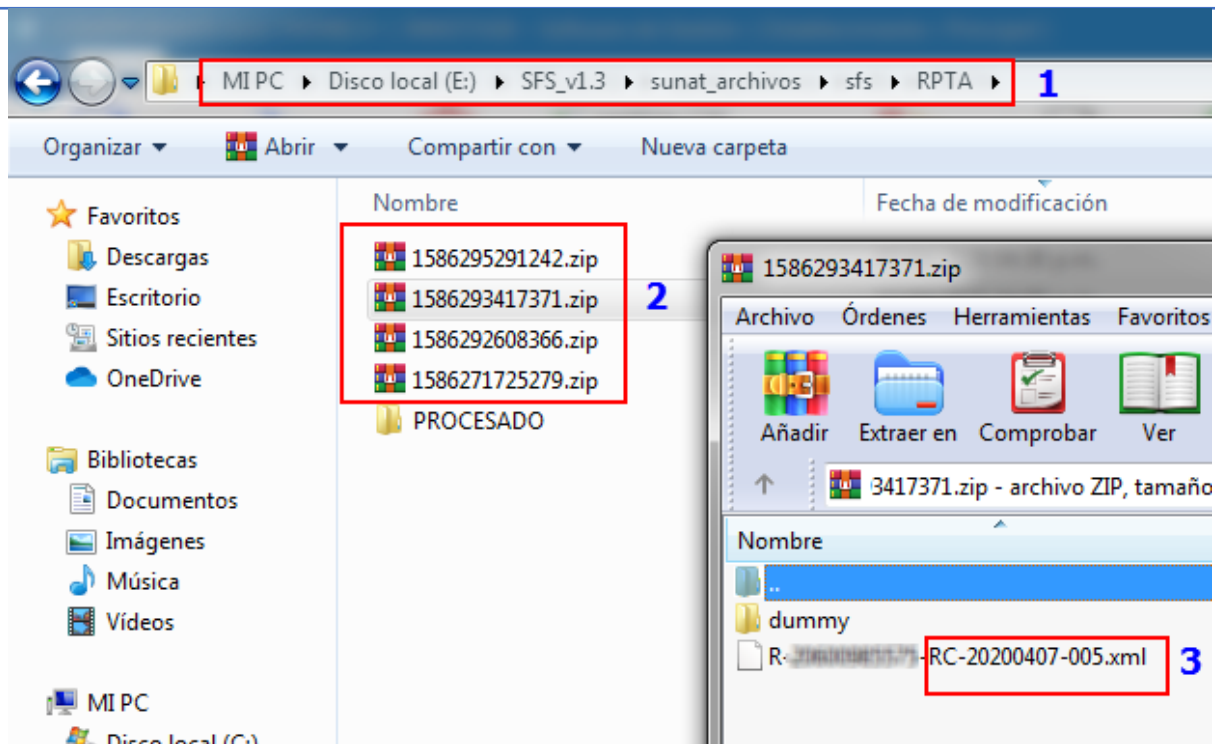 MI PC Disco local (E:) SFS_v1.3 sunat_archivos sfs RPTA 1
Organizar Abrir Compartir con Nueva carpeta
Favoritos
Descargas
Escritorio
Sitios recientes
OneDrive
Bibliotecas
Documentos
Imágenes
Música
Vídeos
MI PC
Disco local (C:)
Nombre Fecha de modificación
1586295291242.zip
1586293417371.zip 2
1586292608366.zip
1586271725279.zip
PROCESADO
1586293417371.zip
Archivo Órdenes Herramientas Favoritos
Añadir Extraer en Comprobar Ver
3417371.zip - archivo ZIP, tamaño
Nombre
..
dummy
R- -RC-20200407-005.xml 3